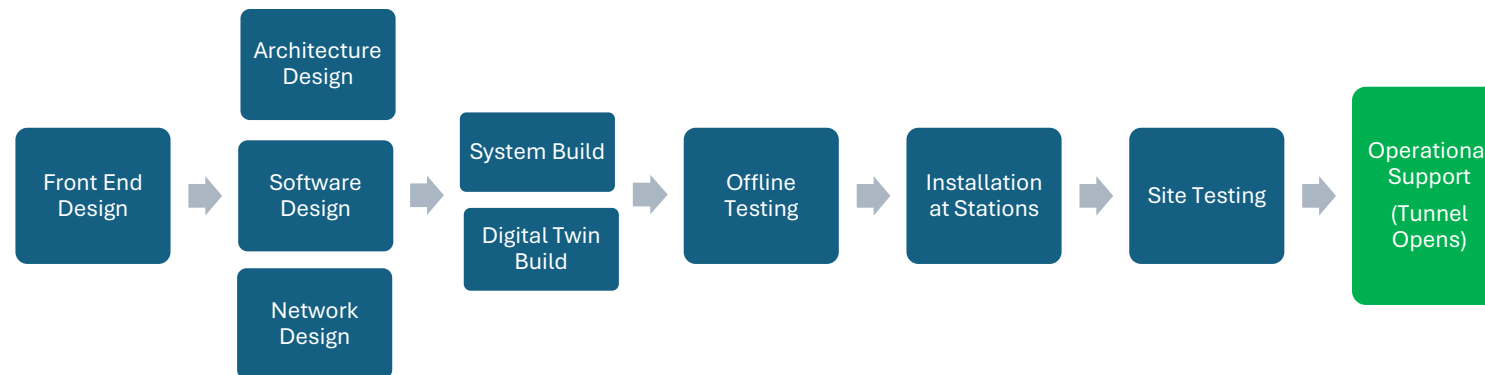 Front End
Design
Architecture
Design
Software
Design
Network
Design
System Build
Digital Twin
Build
Offline
Testing
Installation
at Stations
Site Testing
Operationa
Support
(Tunnel
Opens)